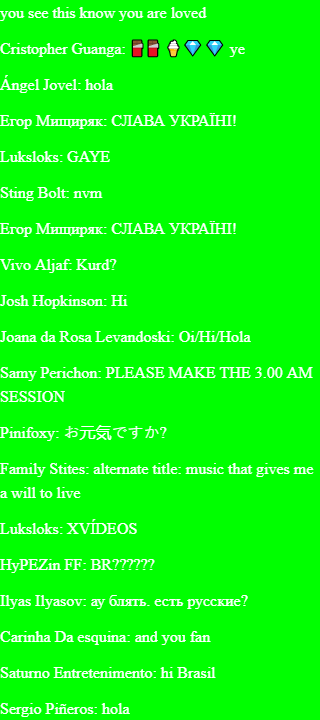 you see this know you are loved
Cristopher Guanga: 🥤🥤🍦💎💎 ye
Ángel Jovel: hola
Егор Мищиряк: СЛАВА УКРАЇНІ!
Luksloks: GAYE
Sting Bolt: nvm
Егор Мищиряк: СЛАВА УКРАЇНІ!
Vivo Aljaf: Kurd?
Josh Hopkinson: Hi
Joana da Rosa Levandoski: Oi/Hi/Hola
Samy Perichon: PLEASE MAKE THE 3.00 AM
SESSION
Pinifoxy: お元気ですか?
Family Stites: alternate title: music that gives me
a will to live
Luksloks: XVÍDEOS
HyPEZin FF: BR??????
Ilyas Ilyasov: ау блять. есть русские?
Carinha Da esquina: and you fan
Saturno Entretenimento: hi Brasil
Sergio Piñeros: hola